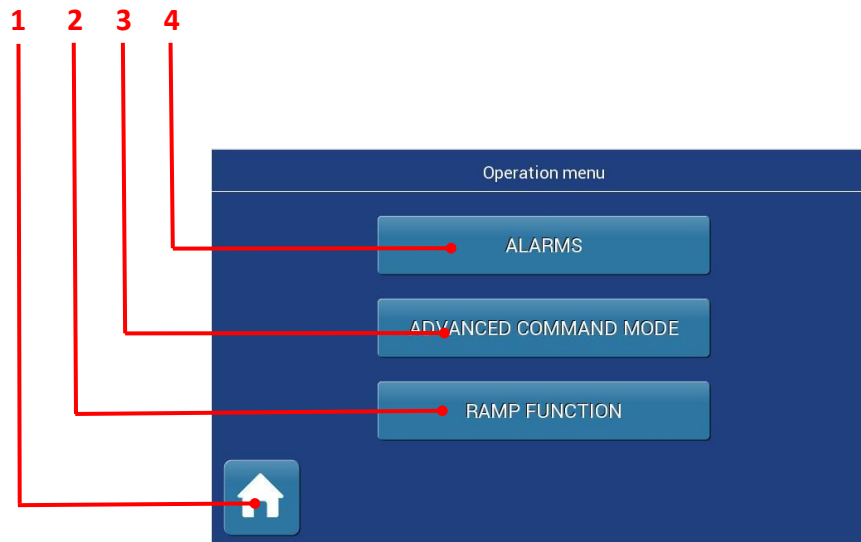 1 2 3 4
Operation menu
ALARMS
ADVANCED COMMAND MODE
RAMP FUNCTION